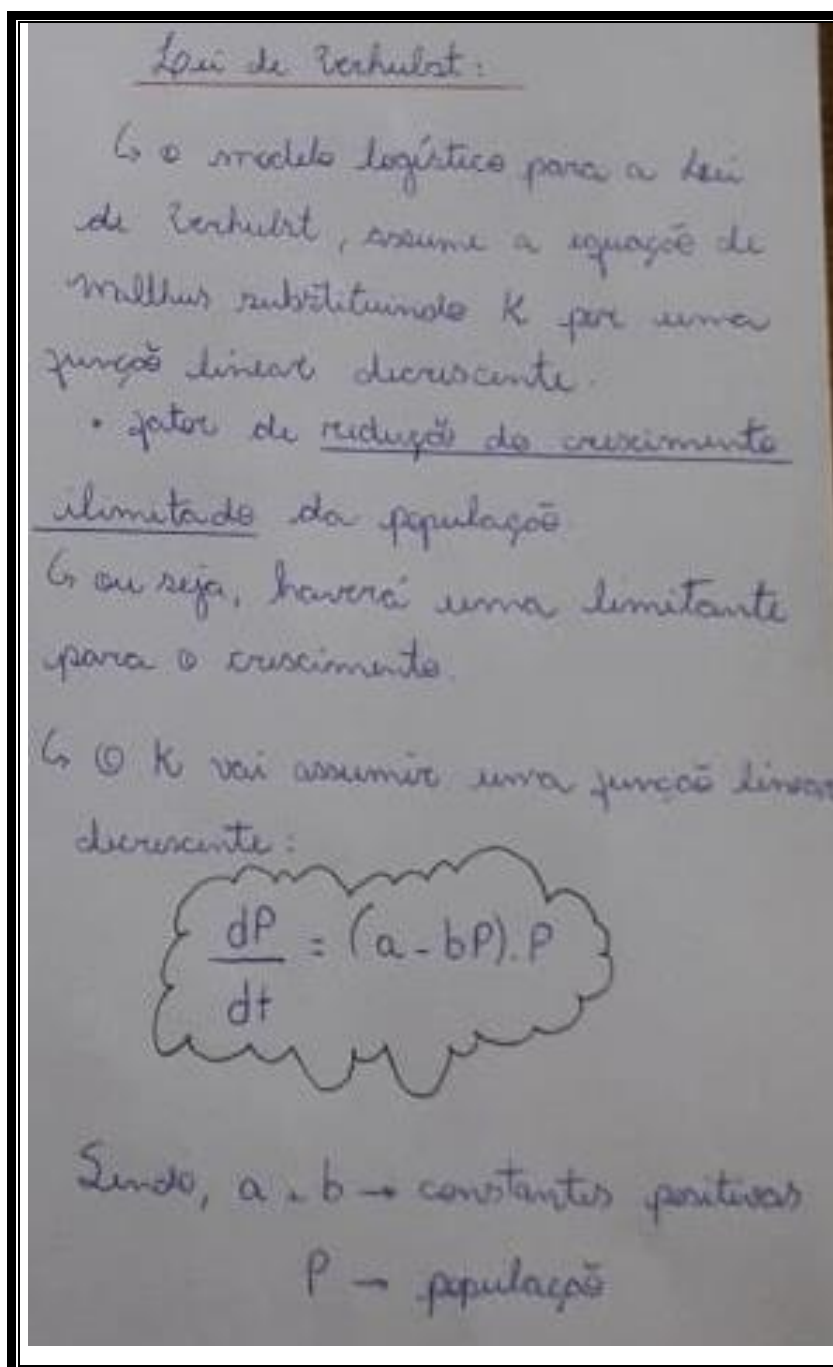 Lei de Verhulst:
↳ o modelo logístico para a Lei
de Verhulst, assume a equação de
Malthus substituindo K por uma
função linear decrescente.
• fator de redução do crescimento
ilimitado da população
↳ ou seja, haverá uma limitante
para o crescimento.
↳ O K vai assumir uma função linear
decrescente:
dP/dt = (a - bP).P
Sendo, a e b → constantes positivas
P → população